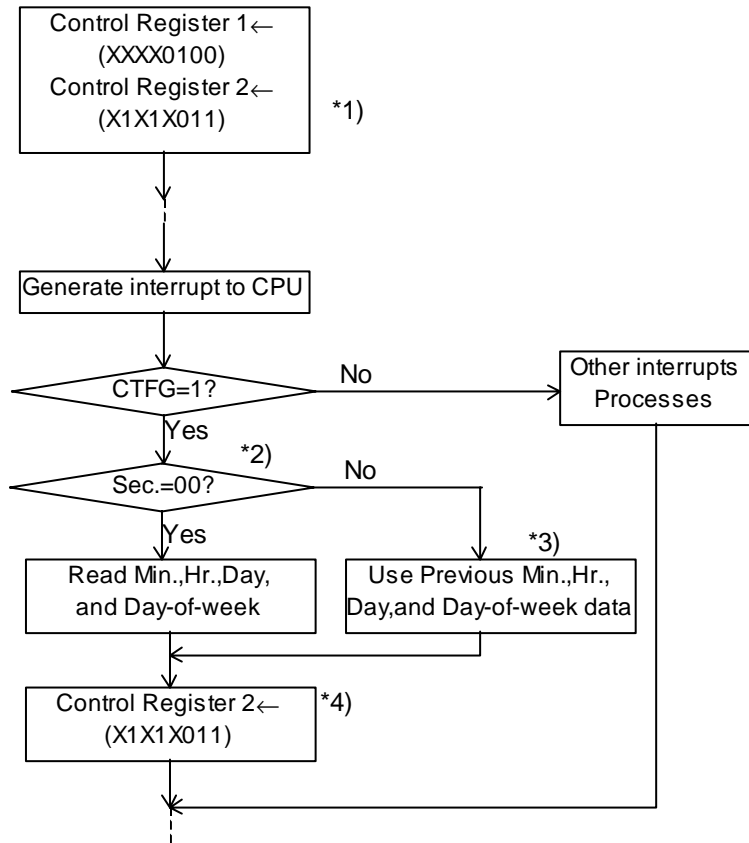 Control Register 1←
(XXXX0100)
Control Register 2←
(X1X1X011)
*1)
Generate interrupt to CPU
CTFG=1?
No
Other interrupts
Processes
Yes
*2)
Sec.=00?
No
Yes
*3)
Read Min.,Hr.,Day,
and Day-of-week
Use Previous Min.,Hr.,
Day,and Day-of-week data
Control Register 2←
(X1X1X011)
*4)